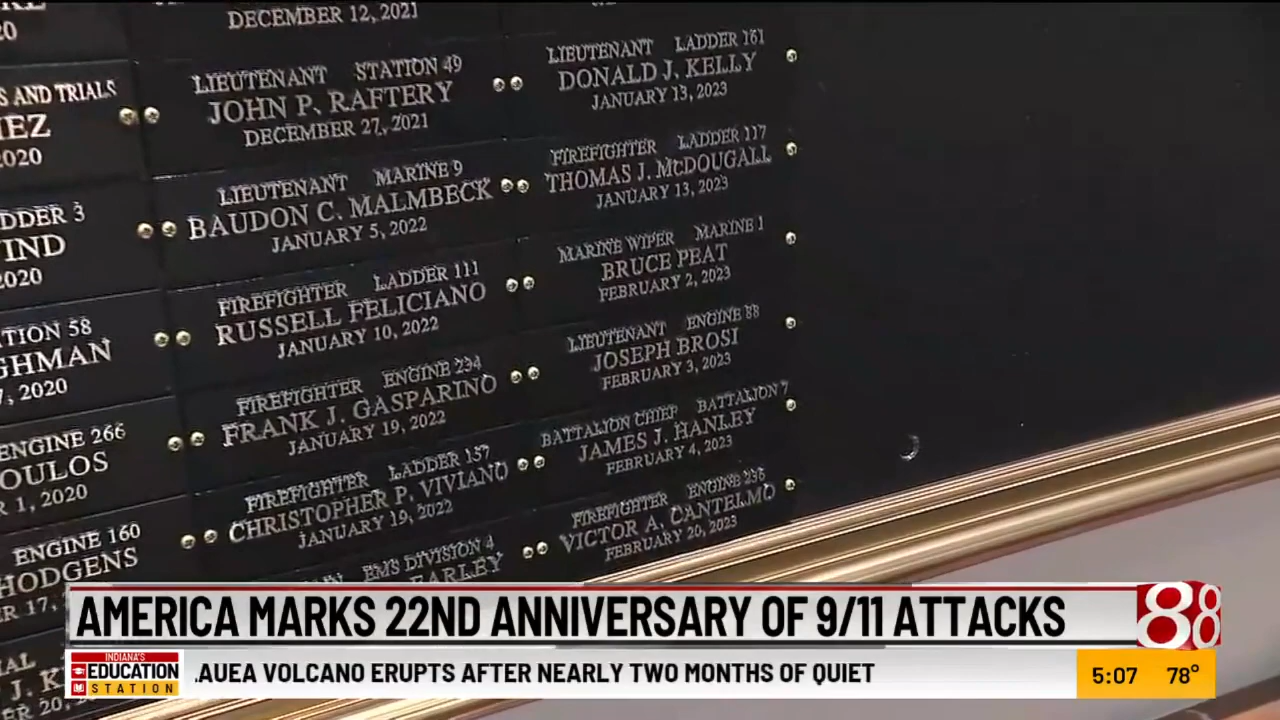 2020
S AND TRIALS
2020
2020
TION 58
GHMAN
7, 2020
ENGINE 266
OULOS
R 1, 2020
ENGINE 160
HODGENS
DECEMBER 12, 2021
LIEUTENANT STATION 49
JOHN P. RAFTERY
DECEMBER 27, 2021
LIEUTENANT MARINE 9
BAUDON C. MALMBECK
JANUARY 5, 2022
FIREFIGHTER LADDER 111
RUSSELL FELICIANO
JANUARY 10, 2022
FIREFIGHTER ENGINE 234
FRANK J. GASPARINO
JANUARY 19, 2022
FIREFIGHTER LADDER 137
CHRISTOPHER P. VIVIANO
JANUARY 19, 2022
EMS DIVISION 4
EARLEY
LIEUTENANT LADDER 161
DONALD J. KELLY
JANUARY 13, 2023
FIREFIGHTER LADDER 117
THOMAS J. McDOUGALL
JANUARY 13, 2023
MARINE WIPER MARINE 1
BRUCE PEAT
FEBRUARY 2, 2023
LIEUTENANT ENGINE 88
JOSEPH BROSI
FEBRUARY 3, 2023
BATTALION CHIEF BATTALION 7
JAMES J. HANLEY
FEBRUARY 4, 2023
FIREFIGHTER ENGINE 236
VICTOR A. CANTELMO
FEBRUARY 20, 2023
AMERICA MARKS 22ND ANNIVERSARY OF 9/11 ATTACKS
88
INDIANA'S
EDUCATION
STATION
AUEA VOLCANO ERUPTS AFTER NEARLY TWO MONTHS OF QUIET
5:07 78°